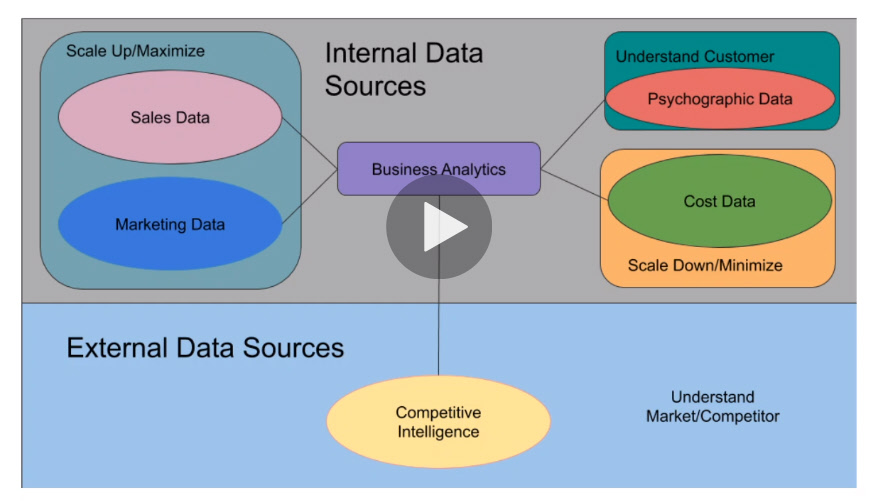 Scale Up/Maximize
Sales Data
Marketing Data
Internal Data
Sources
Business Analytics
Understand Customer
Psychographic Data
Cost Data
Scale Down/Minimize
External Data Sources
Competitive
Intelligence
Understand
Market/Competitor